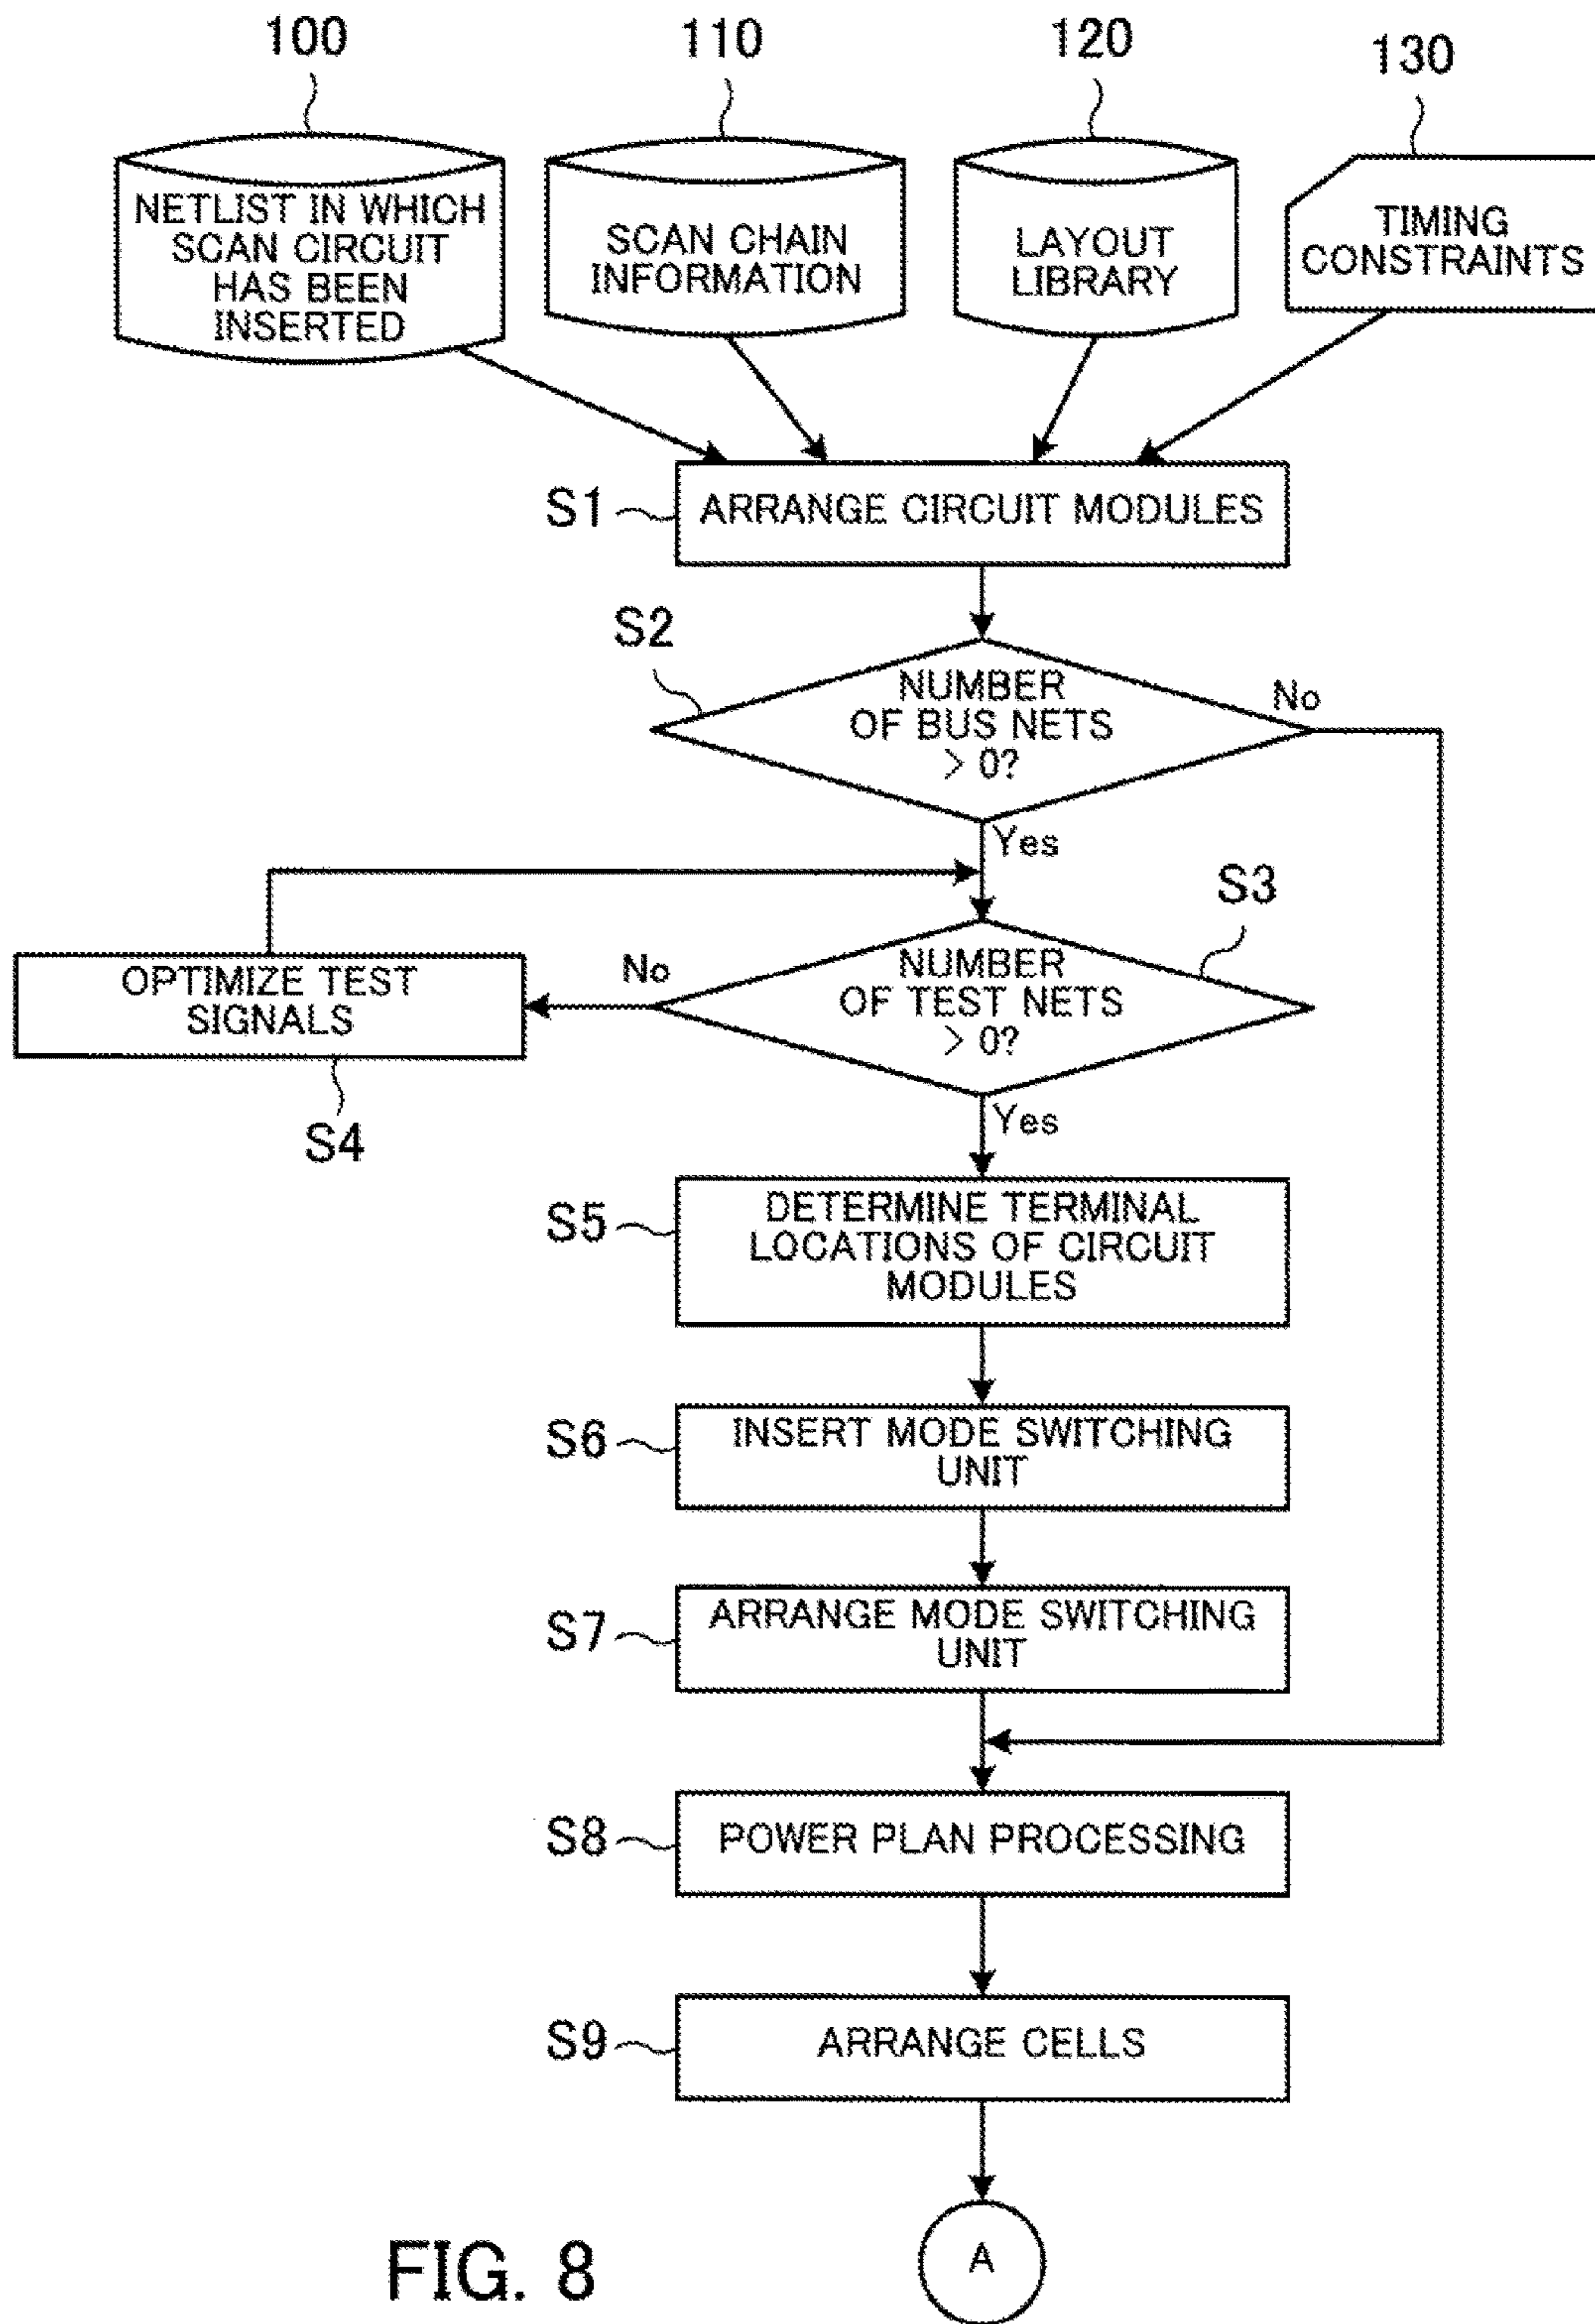 100
110
120
130
NETLIST IN WHICH
SCAN CIRCUIT
HAS BEEN
INSERTED
SCAN CHAIN
INFORMATION
LAYOUT
LIBRARY
TIMING
CONSTRAINTS
S1
ARRANGE CIRCUIT MODULES
S2
NUMBER
OF BUS NETS
> 0?
No
Yes
S3
NUMBER
OF TEST NETS
> 0?
No
OPTIMIZE TEST
SIGNALS
S4
Yes
S5
DETERMINE TERMINAL
LOCATIONS OF CIRCUIT
MODULES
S6
INSERT MODE SWITCHING
UNIT
S7
ARRANGE MODE SWITCHING
UNIT
S8
POWER PLAN PROCESSING
S9
ARRANGE CELLS
A
FIG. 8